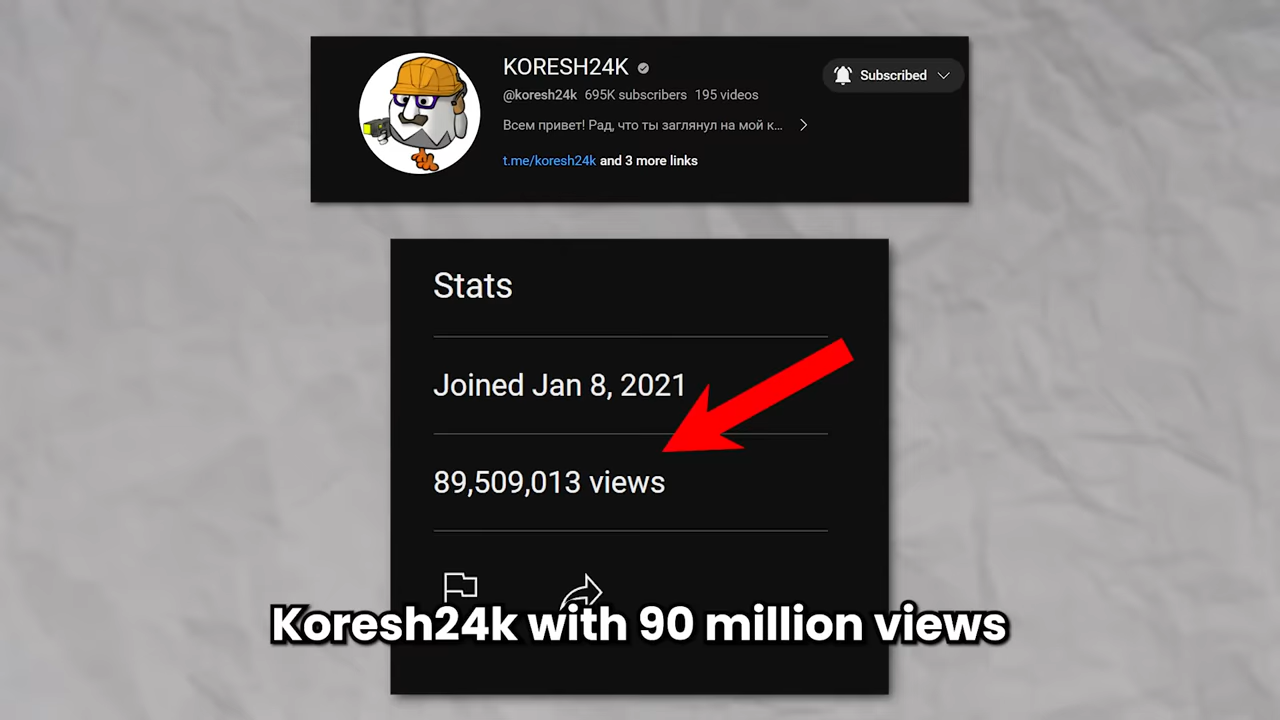 KORESH24K
@koresh24k 695K subscribers 195 videos
Subscribed
Всем привет! Рад, что ты заглянул на мой к...
t.me/koresh24k and 3 more links
Stats
Joined Jan 8, 2021
89,509,013 views
Koresh24k with 90 million views